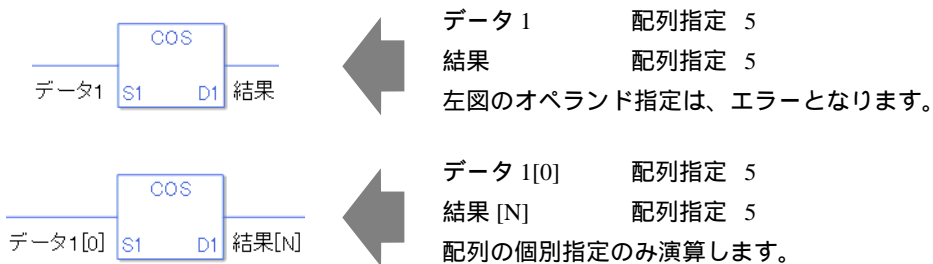 COS
データ1 S1 D1 結果
データ1 配列指定 5
結果 配列指定 5
左図のオペランド指定は、エラーとなります。
COS
データ1[0] S1 D1 結果[N]
データ1[0] 配列指定 5
結果[N] 配列指定 5
配列の個別指定のみ演算します。